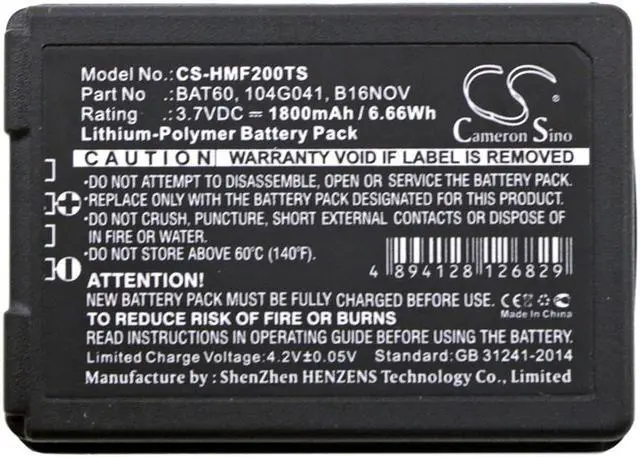 Model No.:CS-HMF200TS
Part No :BAT60, 104G041, B16NOV
Rating :3.7VDC ⎓ 1800mAh / 6.66Wh
Lithium-Polymer Battery Pack
CS
Cameron Sino
CAUTION WARRANTY VOID IF LABEL IS REMOVED
·DO NOT ATTEMPT TO DISASSEMBLE, OPEN OR SERVICE THE BATTERY PACK.
·REPLACE ONLY WITH THE BATTERY PACK DESIGNATED FOR THIS PRODUCT.
·DO NOT CRUSH, PUNCTURE, SHORT EXTERNAL CONTACTS OR DISPOSE OF
IN FIRE OR WATER.
·DO NOT STORE ABOVE 60°C (140°F).
4 894128 126829
ATTENTION:
NEW BATTERY PACK MUST BE FULLY CHARGED BEFORE USE.
TO REDUCE RISK OF FIRE OR BURNS
CE
Made In China
READ INSTRUCTIONS ON OPERATING GUIDE BEFORE USING BATTERY.
Limited Charge Voltage:4.2V±0.05V Standard:GB 31241-2014
Manufacturer : ShenZhen HENZENS Technology Co., Limited